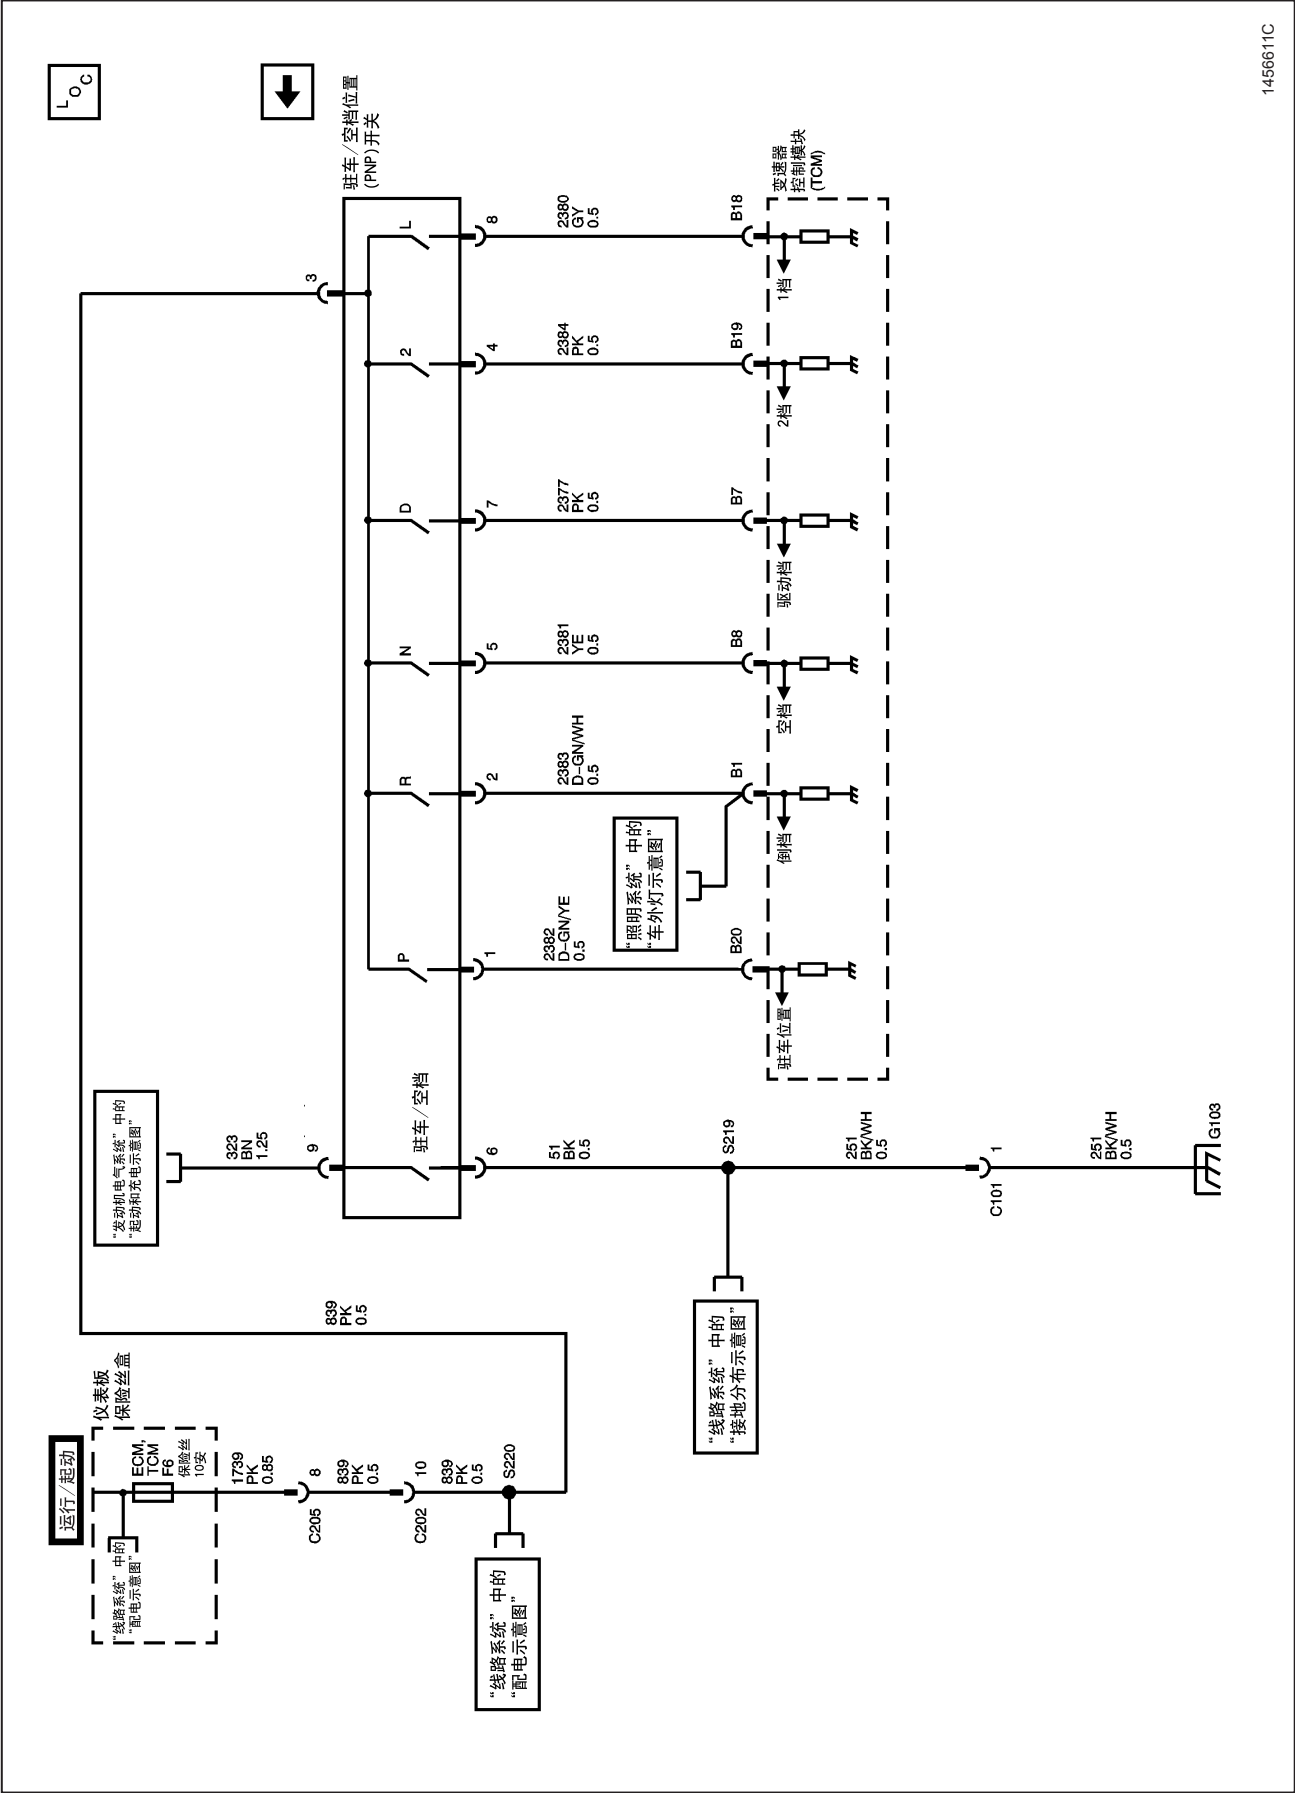 运行/起动
仪表板
保险丝盒
“线路系统”中的
“配电示意图”
ECM,
TCM
F6
保险丝
10安
1739
PK
0.85
8
C205
839
PK
0.5
10
C202
839
PK
0.5
S220
“线路系统”中的
“配电示意图”
839
PK
0.5
“发动机电气系统”中的
“起动和充电示意图”
323
BN
1.25
9
驻车/空档
6
51
BK
0.5
S219
“线路系统”中的
“接地分布示意图”
251
BK/WH
0.5
1
C101
251
BK/WH
0.5
G103
P
1
2382
D-GN/YE
0.5
B20
驻车位置
R
2
2383
D-GN/WH
0.5
“照明系统”中的
“车外灯示意图”
B1
倒档
N
5
2381
YE
0.5
B8
空档
D
7
2377
PK
0.5
B7
驱动档
2
4
2384
PK
0.5
B19
2档
3
L
8
2380
GY
0.5
B18
1档
驻车/空档位置
(PNP)开关
变速器
控制模块
(TCM)
LOC
1456611C